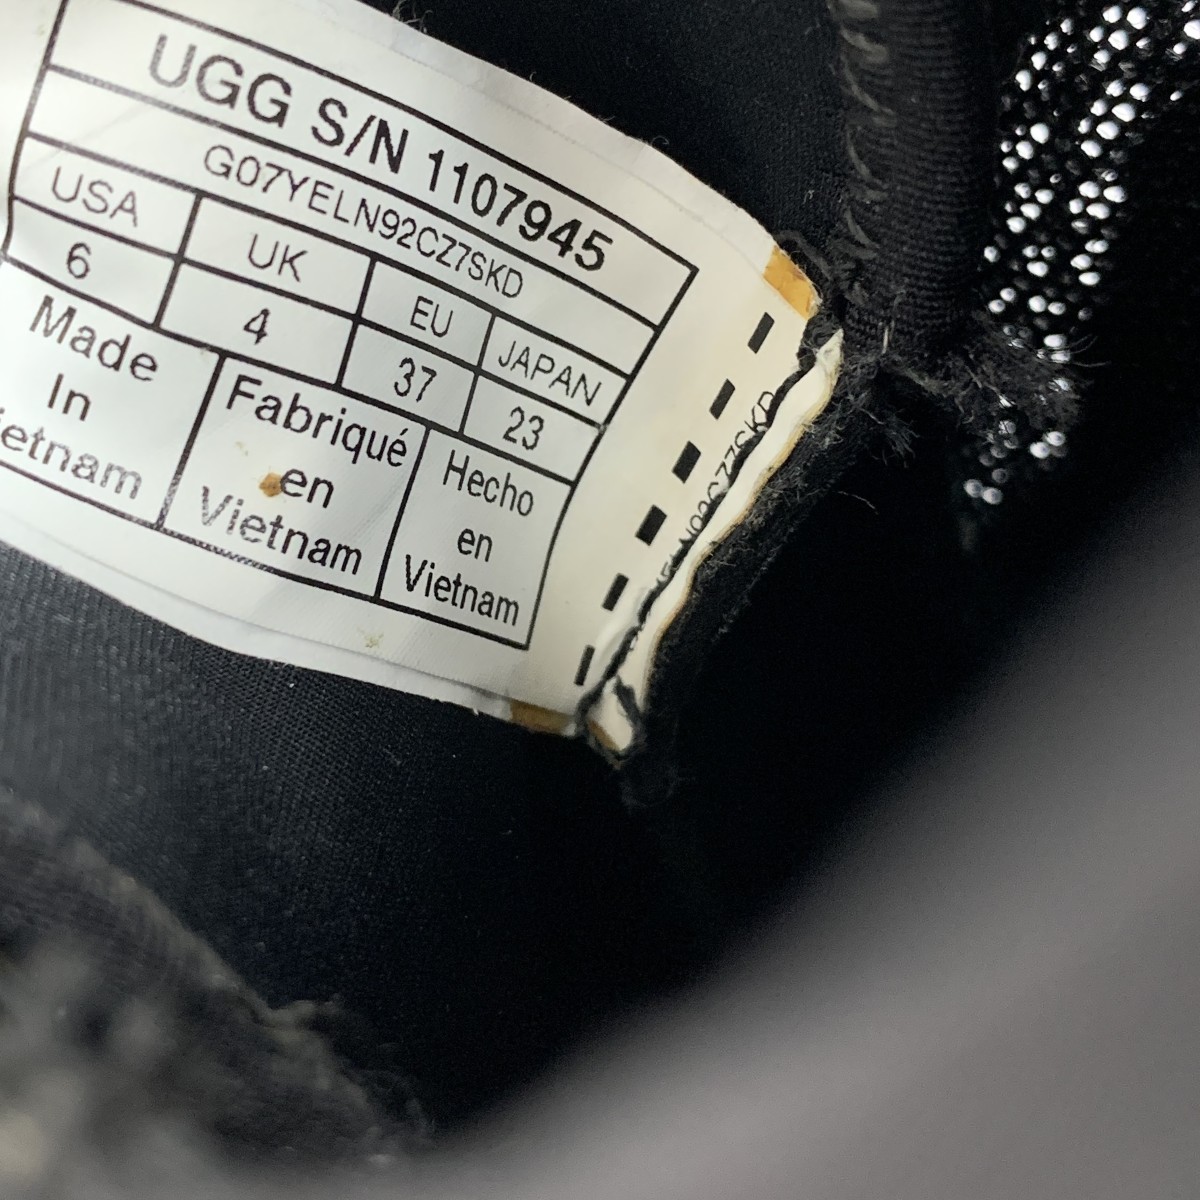 UGG S/N 1107945
G07YELN92CZ7SKD
USA UK EU JAPAN
6 4 37 23
Made
In
ietnam
Fabriqué
en
Vietnam
Hecho
en
Vietnam